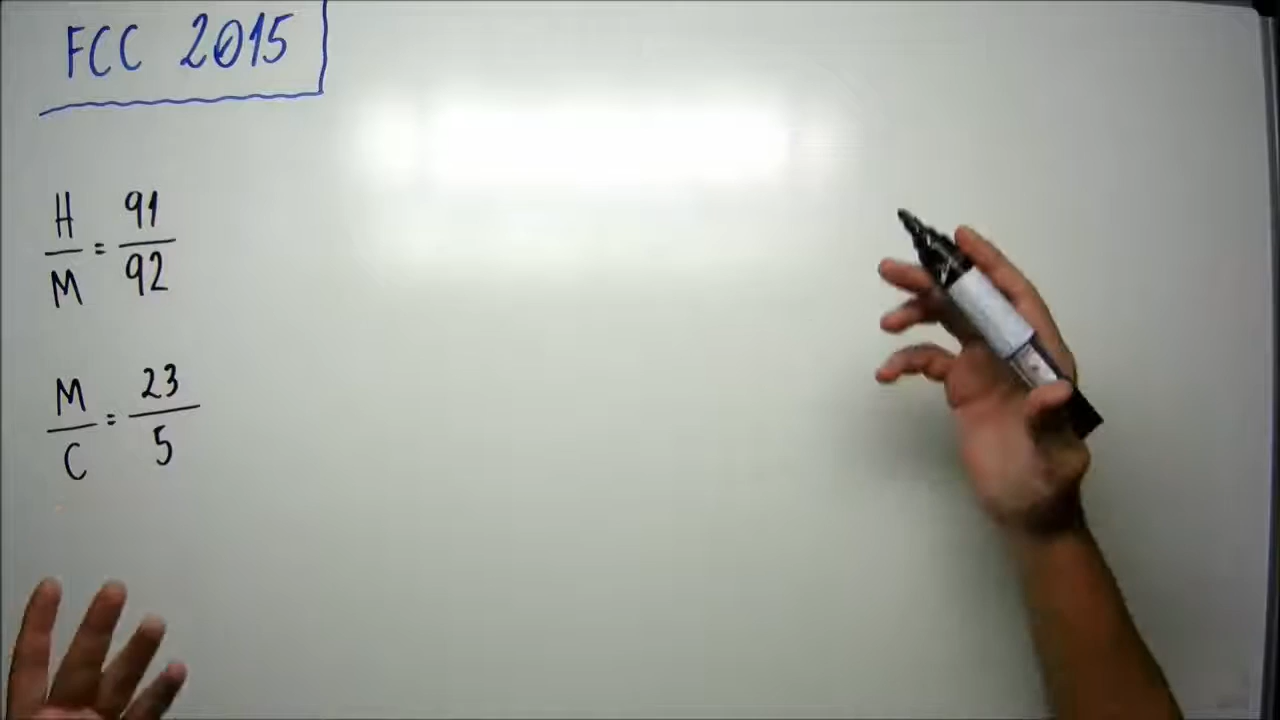 FCC 2015
H/M = 91/92
M/C = 23/5